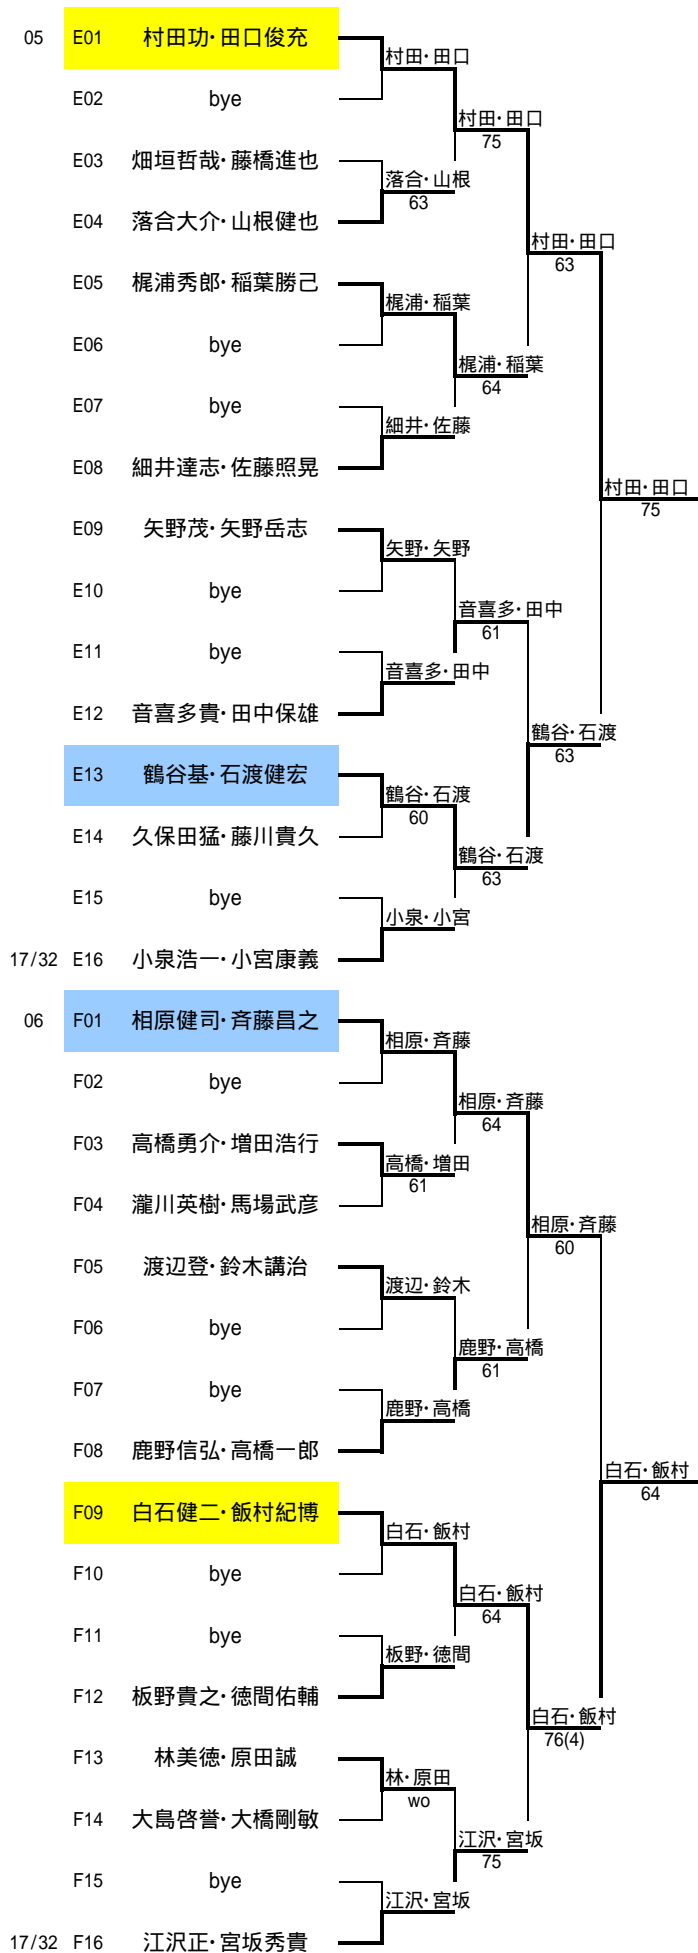 05 E01 村田功・田口俊充
村田・田口
E02 bye
村田・田口
75
E03 畑垣哲哉・藤橋進也
落合・山根
63
E04 落合大介・山根健也
村田・田口
63
E05 梶浦秀郎・稲葉勝己
梶浦・稲葉
E06 bye
梶浦・稲葉
64
E07 bye
細井・佐藤
E08 細井達志・佐藤照晃
村田・田口
75
E09 矢野茂・矢野岳志
矢野・矢野
E10 bye
音喜多・田中
61
E11 bye
音喜多・田中
E12 音喜多貴・田中保雄
鶴谷・石渡
63
E13 鶴谷基・石渡健宏
鶴谷・石渡
60
E14 久保田猛・藤川貴久
鶴谷・石渡
63
E15 bye
小泉・小宮
17/32 E16 小泉浩一・小宮康義
06 F01 相原健司・斉藤昌之
相原・斉藤
F02 bye
相原・斉藤
64
F03 高橋勇介・増田浩行
高橋・増田
61
F04 瀧川英樹・馬場武彦
相原・斉藤
60
F05 渡辺登・鈴木講治
渡辺・鈴木
F06 bye
鹿野・高橋
61
F07 bye
鹿野・高橋
F08 鹿野信弘・高橋一郎
白石・飯村
64
F09 白石健二・飯村紀博
白石・飯村
F10 bye
白石・飯村
64
F11 bye
板野・徳間
F12 板野貴之・徳間佑輔
白石・飯村
76(4)
F13 林美徳・原田誠
林・原田
wo
F14 大島啓誉・大橋剛敏
江沢・宮坂
75
F15 bye
江沢・宮坂
17/32 F16 江沢正・宮坂秀貴